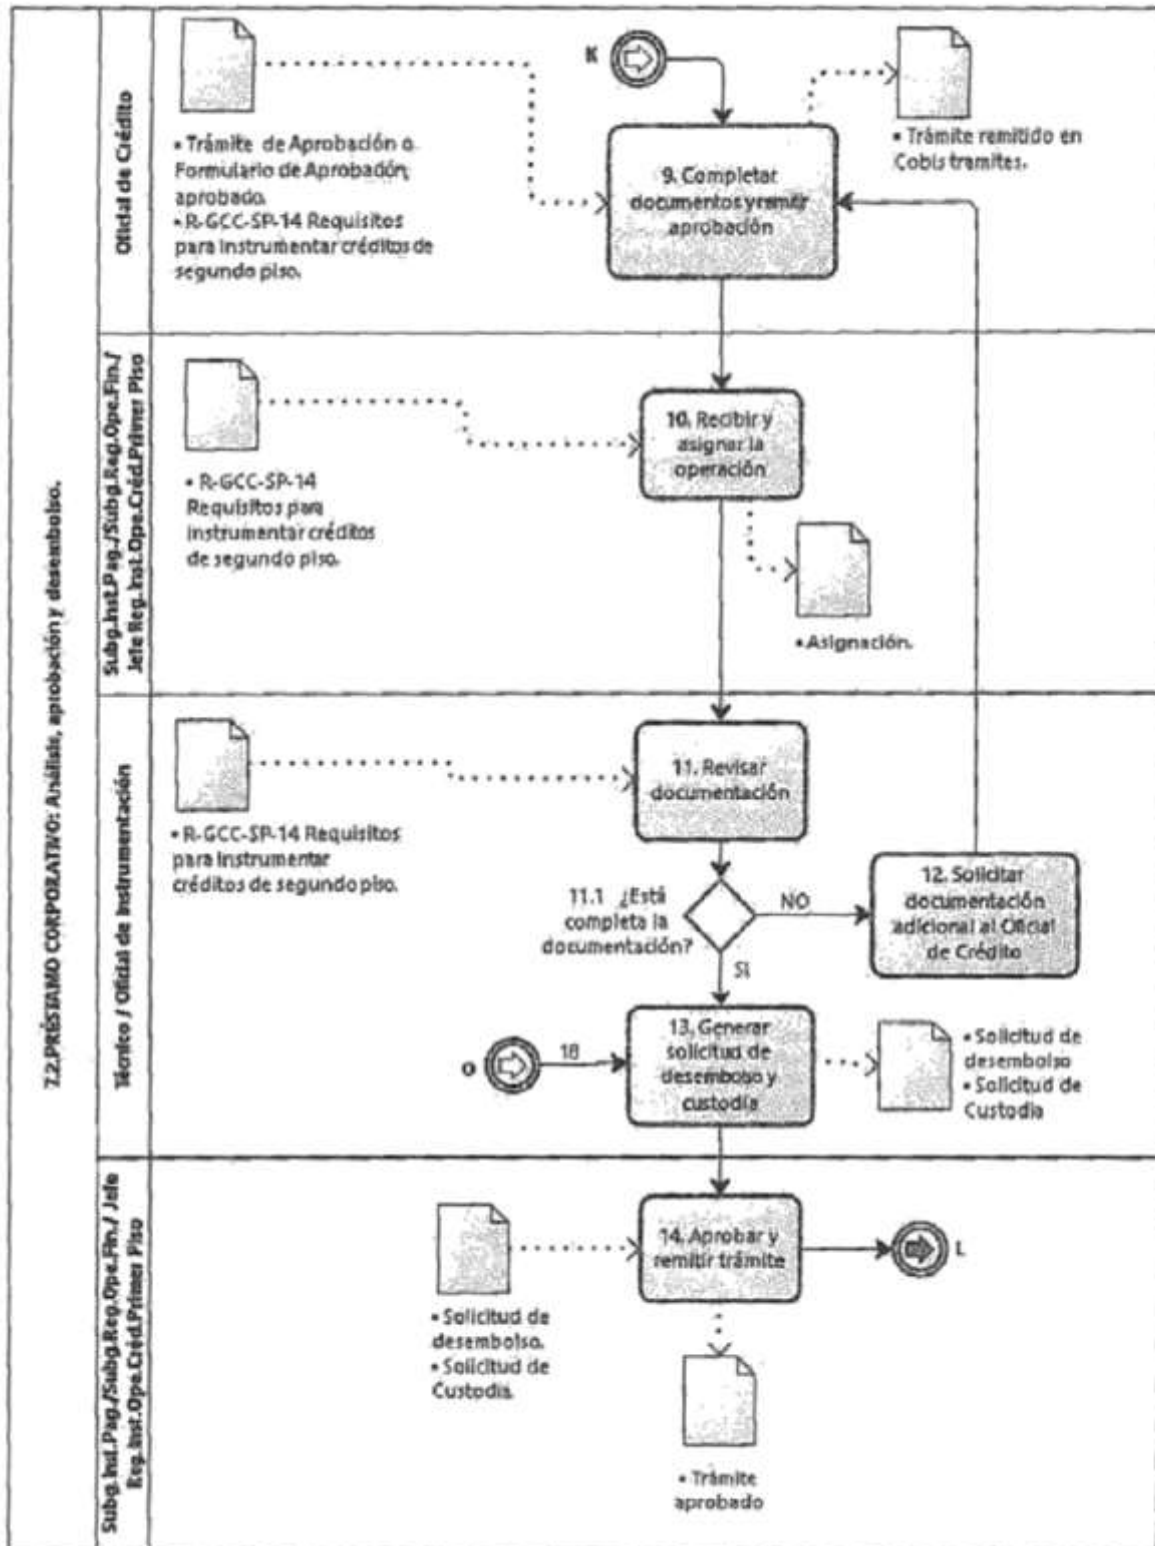 7.2.PRÉSTAMO CORPORATIVO: Análisis, aprobación y desembolso.
Oficial de Crédito
• Trámite de Aprobación o
Formulario de Aprobación,
aprobado.
• R-GCC-SP-14 Requisitos
para instrumentar créditos de
segundo piso.
K
9. Completar
documentos y remitir
aprobación
• Trámite remitido en
Cobis tramites.
Subg.Inst.Pag./Subg.Reg.Ope.Fin./
Jefe Reg.Inst.Ope.Créd.Primer Piso
• R-GCC-SP-14
Requisitos para
instrumentar créditos
de segundo piso.
10. Recibir y
asignar la
operación
• Asignación.
Técnico / Oficial de Instrumentación
• R-GCC-SP-14 Requisitos
para instrumentar
créditos de segundo piso.
11. Revisar
documentación
11.1 ¿Está
completa la
documentación?
NO
SI
12. Solicitar
documentación
adicional al Oficial
de Crédito
O
18
13. Generar
solicitud de
desembolso y
custodia
• Solicitud de
desembolso
• Solicitud de
Custodia
Subg.Inst.Pag./Subg.Reg.Ope.Fin./ Jefe
Reg.Inst.Ope.Créd.Primer Piso
• Solicitud de
desembolso.
• Solicitud de
Custodia.
14. Aprobar y
remitir trámite
L
• Trámite
aprobado